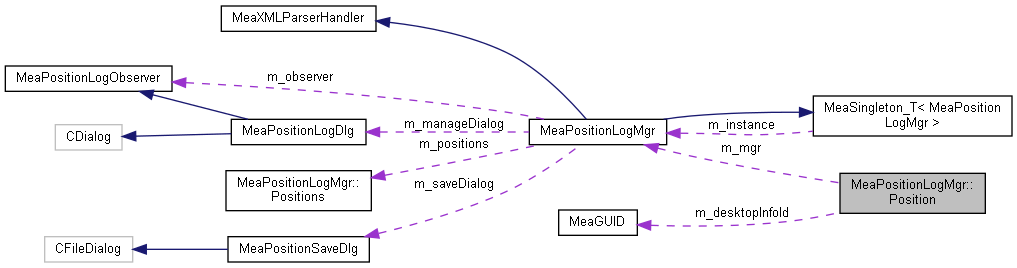 MeaXMLParserHandler
MeaPositionLogObserver
m_observer
MeaSingleton_T< MeaPosition
LogMgr >
m_manageDialog
m_instance
CDialog
MeaPositionLogDlg
MeaPositionLogMgr
m_positions
m_mgr
MeaPositionLogMgr::
Positions
m_saveDialog
MeaPositionLogMgr::
Position
m_desktopInfoId
MeaGUID
CFileDialog
MeaPositionSaveDlg